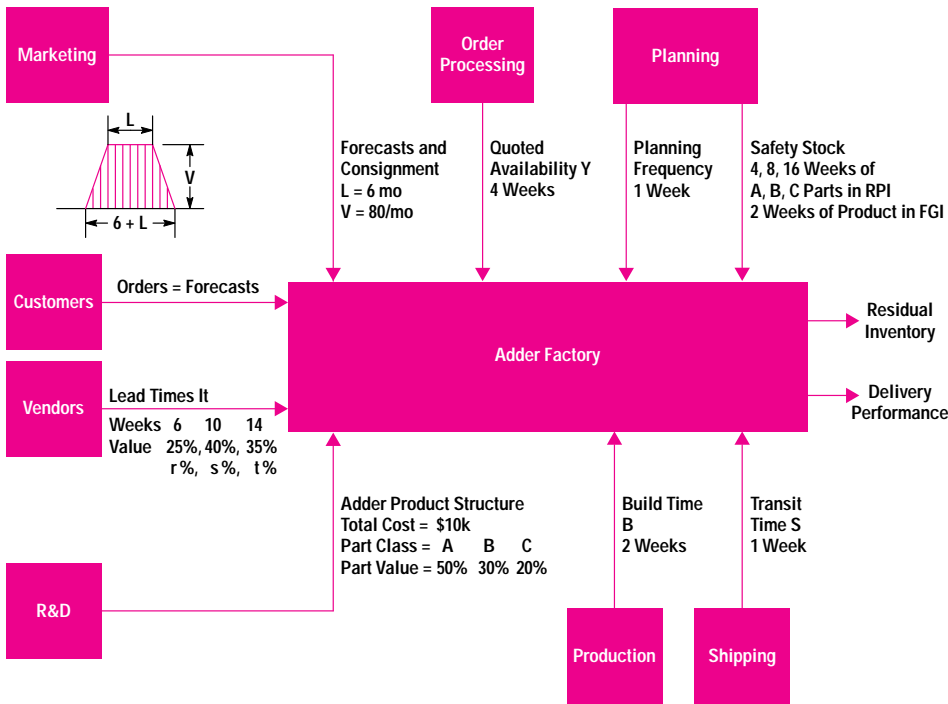 Marketing
Order
Processing
Planning
L
V
6 + L
Forecasts and
Consignment
L = 6 mo
V = 80/mo
Quoted
Availability Y
4 Weeks
Planning
Frequency
1 Week
Safety Stock
4, 8, 16 Weeks of
A, B, C Parts in RPI
2 Weeks of Product in FGI
Customers
Orders = Forecasts
Adder Factory
Residual
Inventory
Delivery
Performance
Vendors
Lead Times It
Weeks 6 10 14
Value 25%, 40%, 35%
r %, s %, t %
Adder Product Structure
Total Cost = $10k
Part Class = A B C
Part Value = 50% 30% 20%
Build Time
B
2 Weeks
Transit
Time S
1 Week
R&D
Production
Shipping